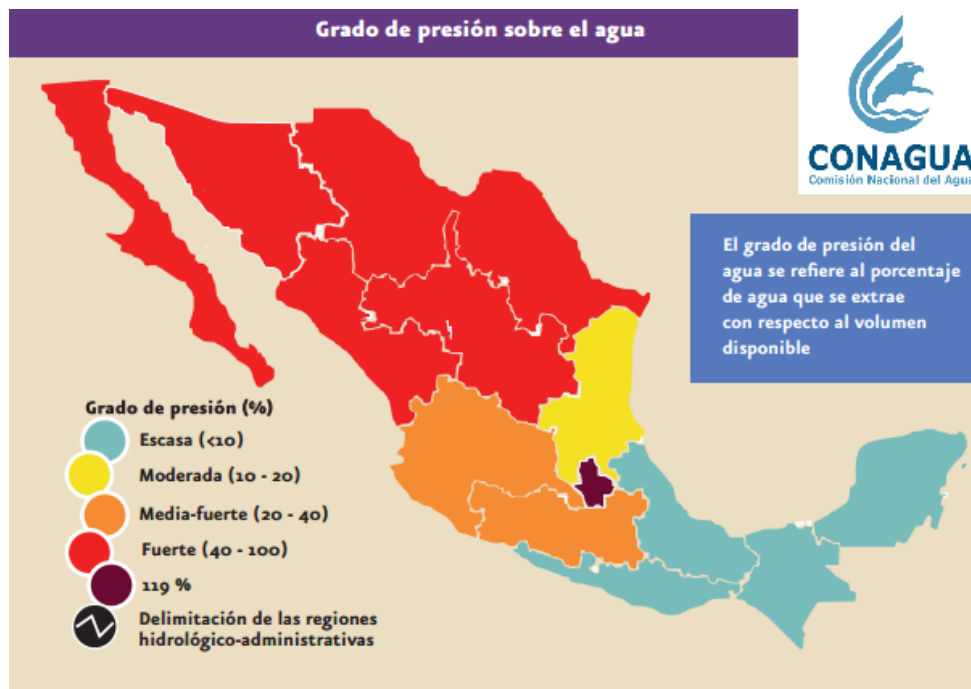 Grado de presión sobre el agua
CONAGUA
Comisión Nacional del Agua
El grado de presión del
agua se refiere al porcentaje
de agua que se extrae
con respecto al volumen
disponible
Grado de presión (%)
Escasa (<10)
Moderada (10 - 20)
Media-fuerte (20 - 40)
Fuerte (40 - 100)
119 %
Delimitación de las regiones
hidrológico-administrativas